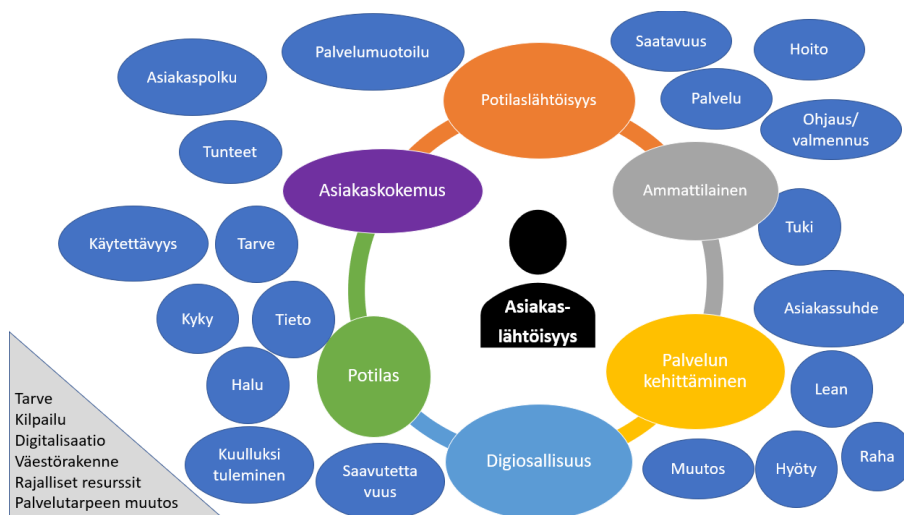 Palvelumuotoilu
Saatavuus
Hoito
Asiakaspolku
Potilaslähtöisyys
Palvelu
Ohjaus/
valmennus
Tunteet
Asiakaskokemus
Ammattilainen
Tuki
Käytettävyys
Tarve
Asiakas-
lähtöisyys
Asiakassuhde
Kyky
Tieto
Potilas
Palvelun
kehittäminen
Halu
Lean
Tarve
Kilpailu
Digitalisaatio
Väestörakenne
Rajalliset resurssit
Palvelutarpeen muutos
Kuulluksi
tuleminen
Saavutetta
vuus
Digiosallisuus
Muutos
Hyöty
Raha